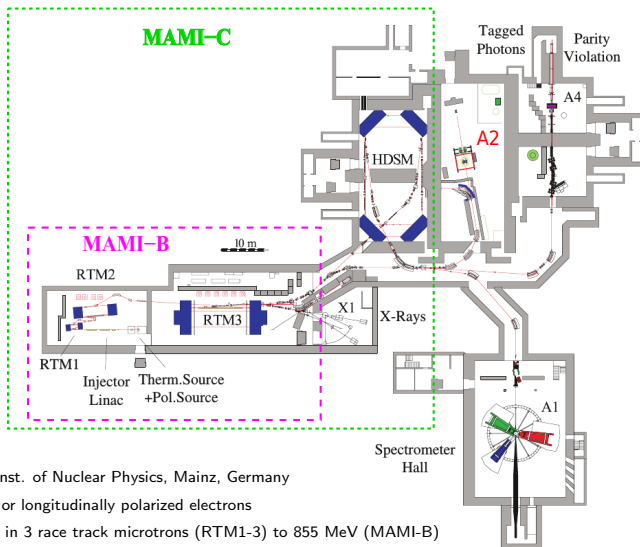 MAMI-C
Tagged
Photons
Parity
Violation
A4
A2
HDSM
MAMI-B
10 m
RTM2
RTM3
X1
X-Rays
RTM1
Injector
Linac
Therm.Source
+Pol.Source
A1
Spectrometer
Hall
nst. of Nuclear Physics, Mainz, Germany
or longitudinally polarized electrons
in 3 race track microtrons (RTM1-3) to 855 MeV (MAMI-B)